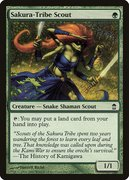 Sakura-Tribe Scout
Creature — Snake Shaman Scout
: You may put a land card from your
hand into play.
"Scouts of the Sakura Tribe spent two years
wandering the forest to learn every leaf and
tree. That knowledge was called upon during
the Kami War to ensure the orochi's survival."
—The History of Kamigawa
1/1